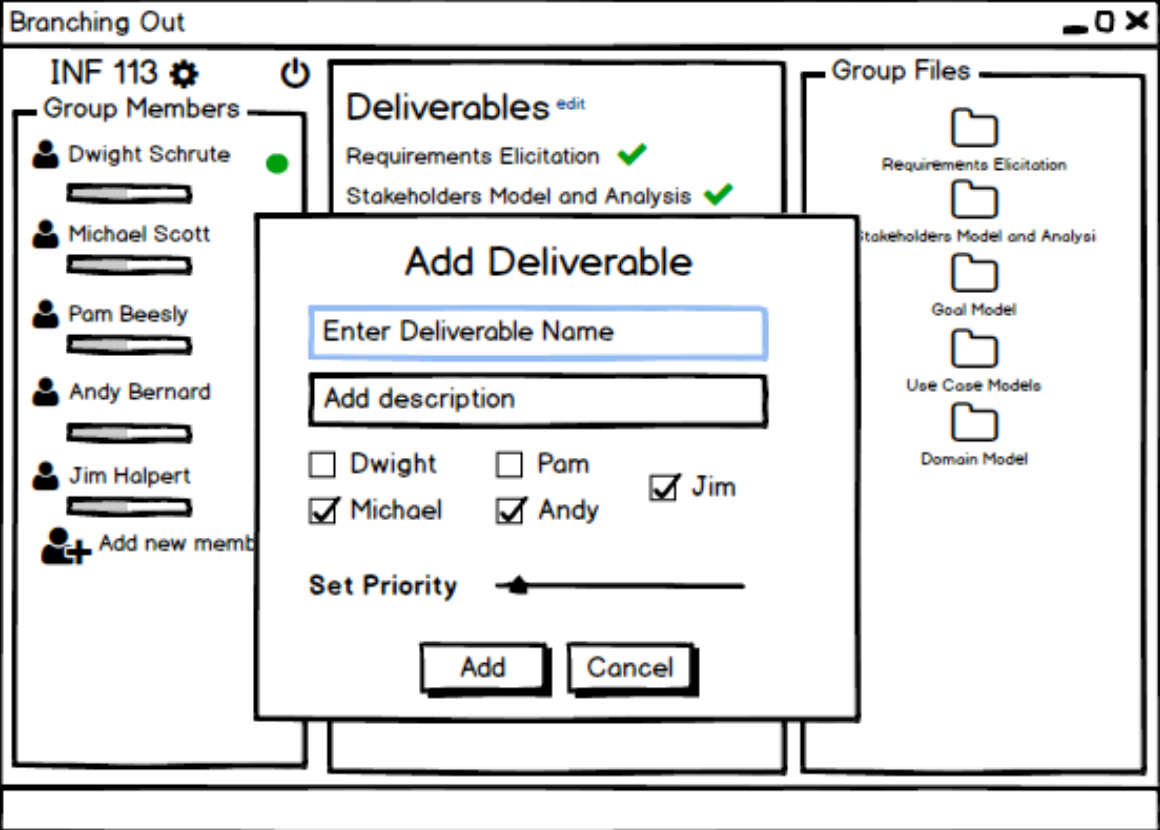 Branching Out
INF 113
Group Members
Dwight Schrute
Michael Scott
Pam Beesly
Andy Bernard
Jim Halpert
Add new memb
Deliverables edit
Requirements Elicitation
Stakeholders Model and Analysis
Add Deliverable
Enter Deliverable Name
Add description
Dwight
Pam
Jim
Michael
Andy
Set Priority
Add
Cancel
Group Files
Requirements Elicitation
Stakeholders Model and Analysi
Goal Model
Use Case Models
Domain Model